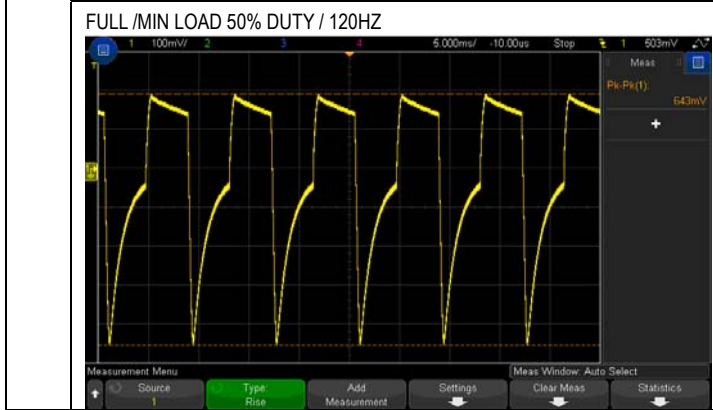 FULL /MIN LOAD 50% DUTY / 120HZ
1 100mV/ 2 3 4 5.000ms/ -10.00us Stop 1 503mV
T Meas
Pk-Pk(1):
643mV
+
Measurement Menu Meas Window: Auto Select
Source Type: Add Settings Clear Meas Statistics
1 Rise Measurement